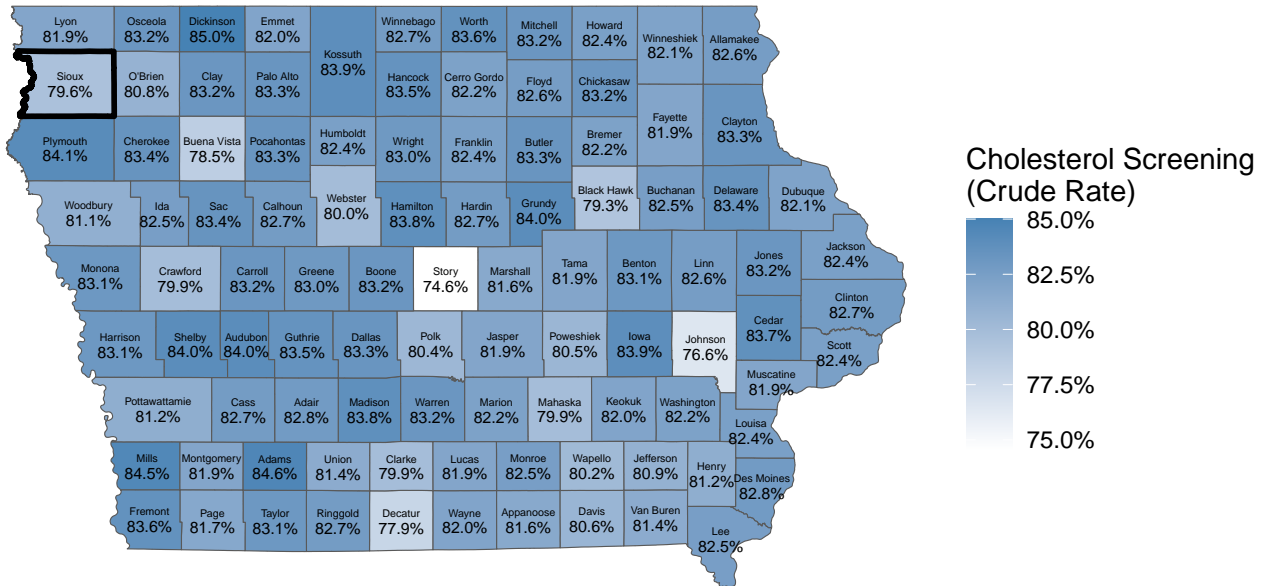 Lyon
81.9%
Osceola
83.2%
Dickinson
85.0%
Emmet
82.0%
Kossuth
83.9%
Winnebago
82.7%
Worth
83.6%
Mitchell
83.2%
Howard
82.4%
Winneshiek
82.1%
Allamakee
82.6%
Sioux
79.6%
O'Brien
80.8%
Clay
83.2%
Palo Alto
83.3%
Hancock
83.5%
Cerro Gordo
82.2%
Floyd
82.6%
Chickasaw
83.2%
Fayette
81.9%
Clayton
83.3%
Plymouth
84.1%
Cherokee
83.4%
Buena Vista
78.5%
Pocahontas
83.3%
Humboldt
82.4%
Wright
83.0%
Franklin
82.4%
Butler
83.3%
Bremer
82.2%
Woodbury
81.1%
Ida
82.5%
Sac
83.4%
Calhoun
82.7%
Webster
80.0%
Hamilton
83.8%
Hardin
82.7%
Grundy
84.0%
Black Hawk
79.3%
Buchanan
82.5%
Delaware
83.4%
Dubuque
82.1%
Monona
83.1%
Crawford
79.9%
Carroll
83.2%
Greene
83.0%
Boone
83.2%
Story
74.6%
Marshall
81.6%
Tama
81.9%
Benton
83.1%
Linn
82.6%
Jones
83.2%
Jackson
82.4%
Clinton
82.7%
Harrison
83.1%
Shelby
84.0%
Audubon
84.0%
Guthrie
83.5%
Dallas
83.3%
Polk
80.4%
Jasper
81.9%
Poweshiek
80.5%
Iowa
83.9%
Johnson
76.6%
Cedar
83.7%
Scott
82.4%
Muscatine
81.9%
Pottawattamie
81.2%
Cass
82.7%
Adair
82.8%
Madison
83.8%
Warren
83.2%
Marion
82.2%
Mahaska
79.9%
Keokuk
82.0%
Washington
82.2%
Louisa
82.4%
Mills
84.5%
Montgomery
81.9%
Adams
84.6%
Union
81.4%
Clarke
79.9%
Lucas
81.9%
Monroe
82.5%
Wapello
80.2%
Jefferson
80.9%
Henry
81.2%
Des Moines
82.8%
Fremont
83.6%
Page
81.7%
Taylor
83.1%
Ringgold
82.7%
Decatur
77.9%
Wayne
82.0%
Appanoose
81.6%
Davis
80.6%
Van Buren
81.4%
Lee
82.5%
Cholesterol Screening
(Crude Rate)
85.0%
82.5%
80.0%
77.5%
75.0%